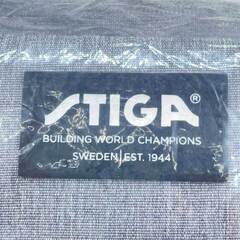 STIGA®
BUILDING WORLD CHAMPIONS
SWEDEN EST. 1944